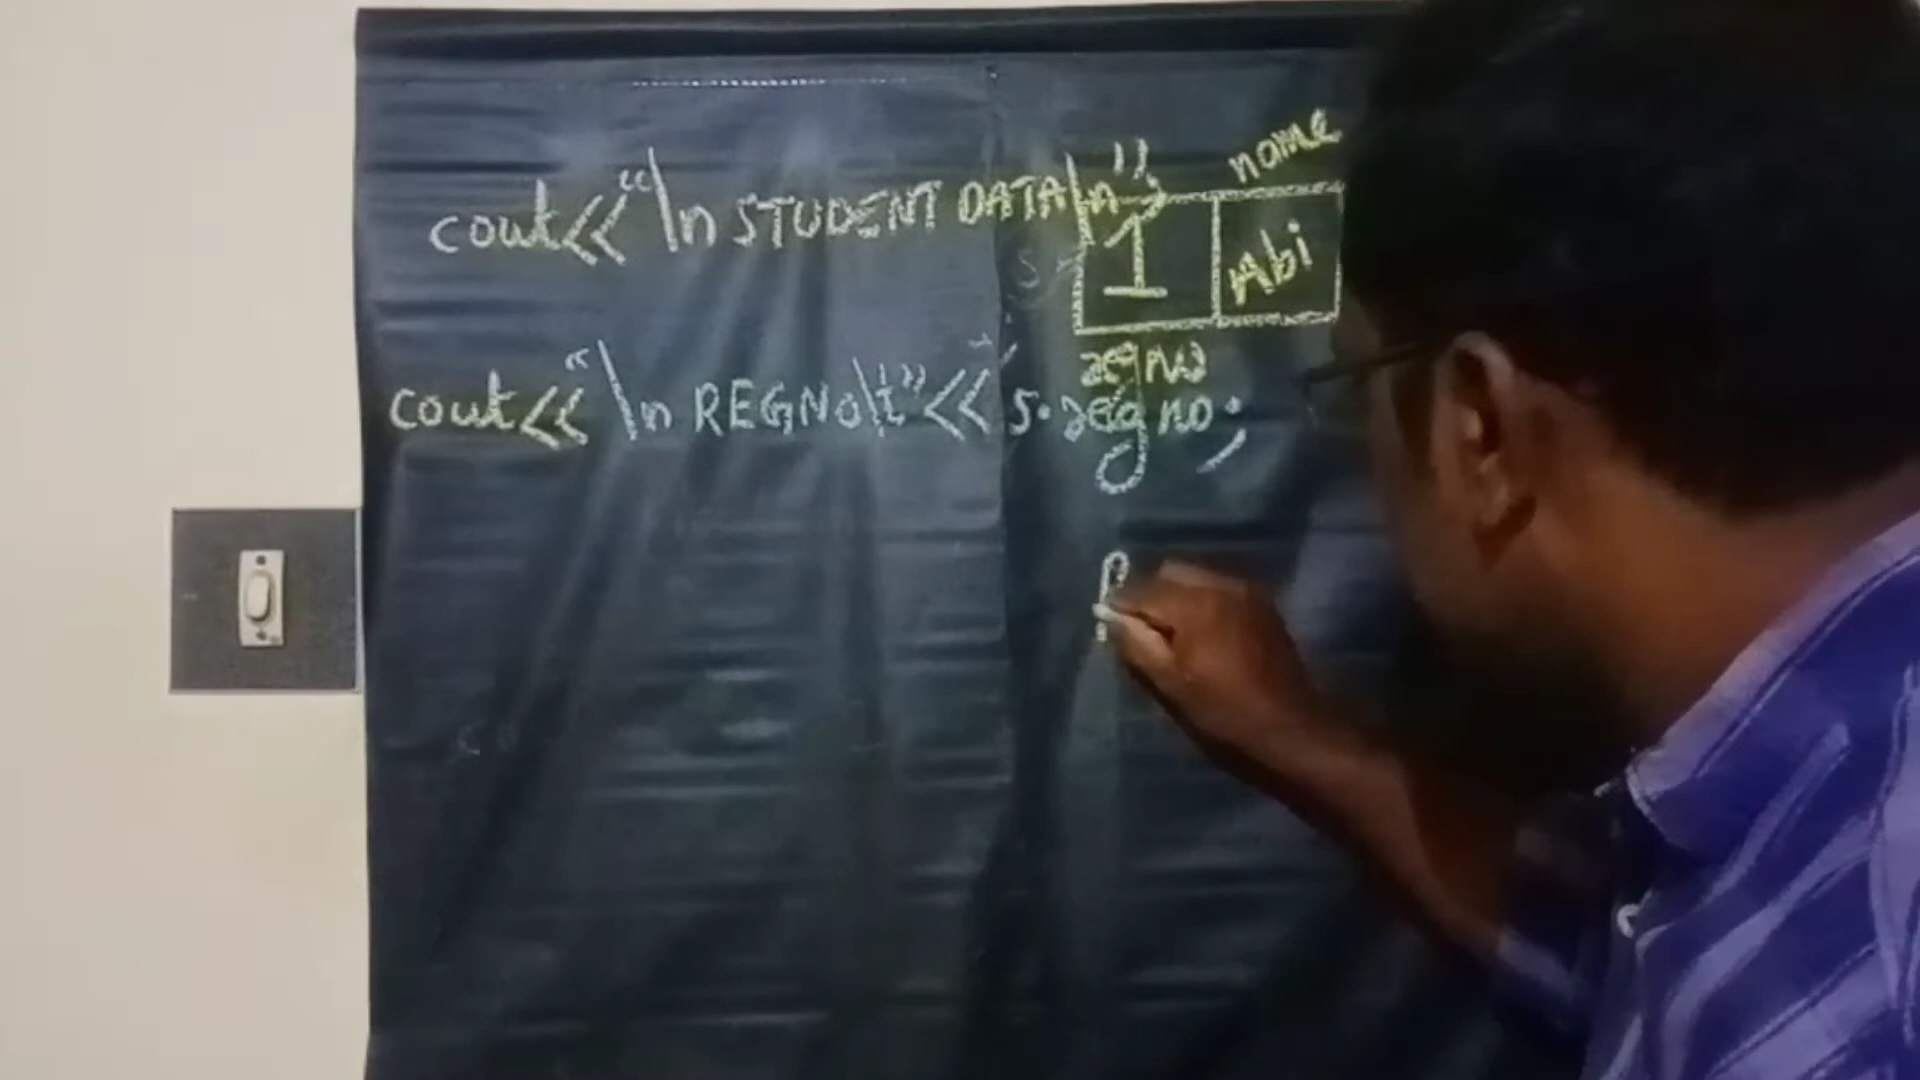 name
cout<<"\n STUDENT DATA\n";
1 Abi
regno
cout<<"\n REGNO\t"<< s.regno;